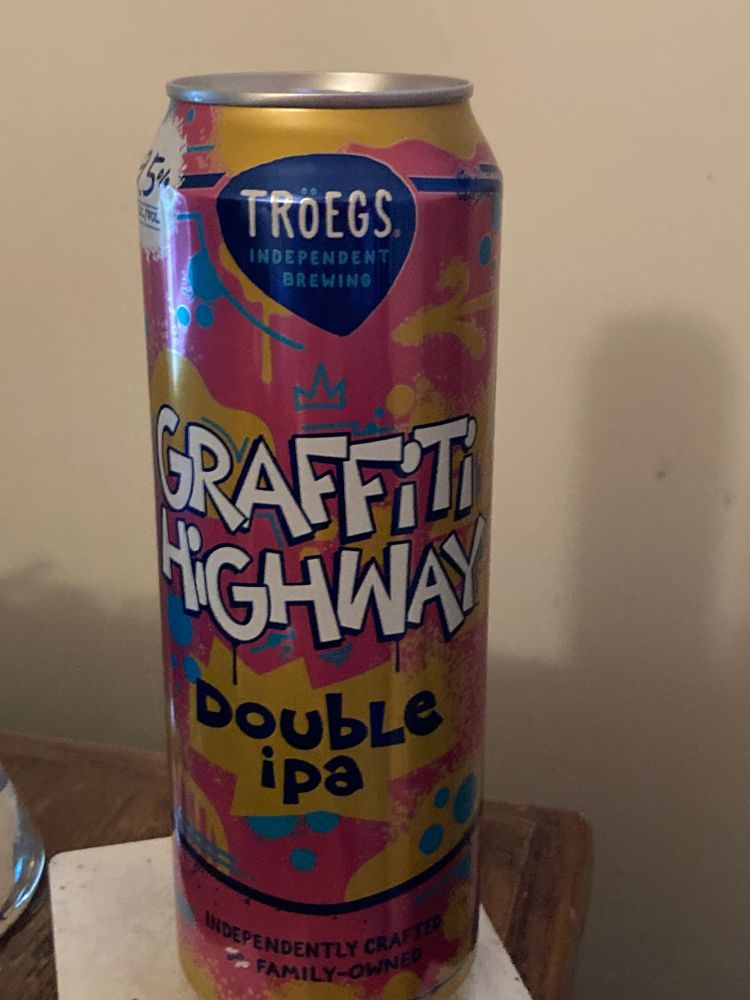 TRÖEGS
INDEPENDENT
BREWING
GRAFFiTi
HiGHWAY
DOUbLE
ipa
INDEPENDENTLY CRAFTED
FAMILY-OWNED